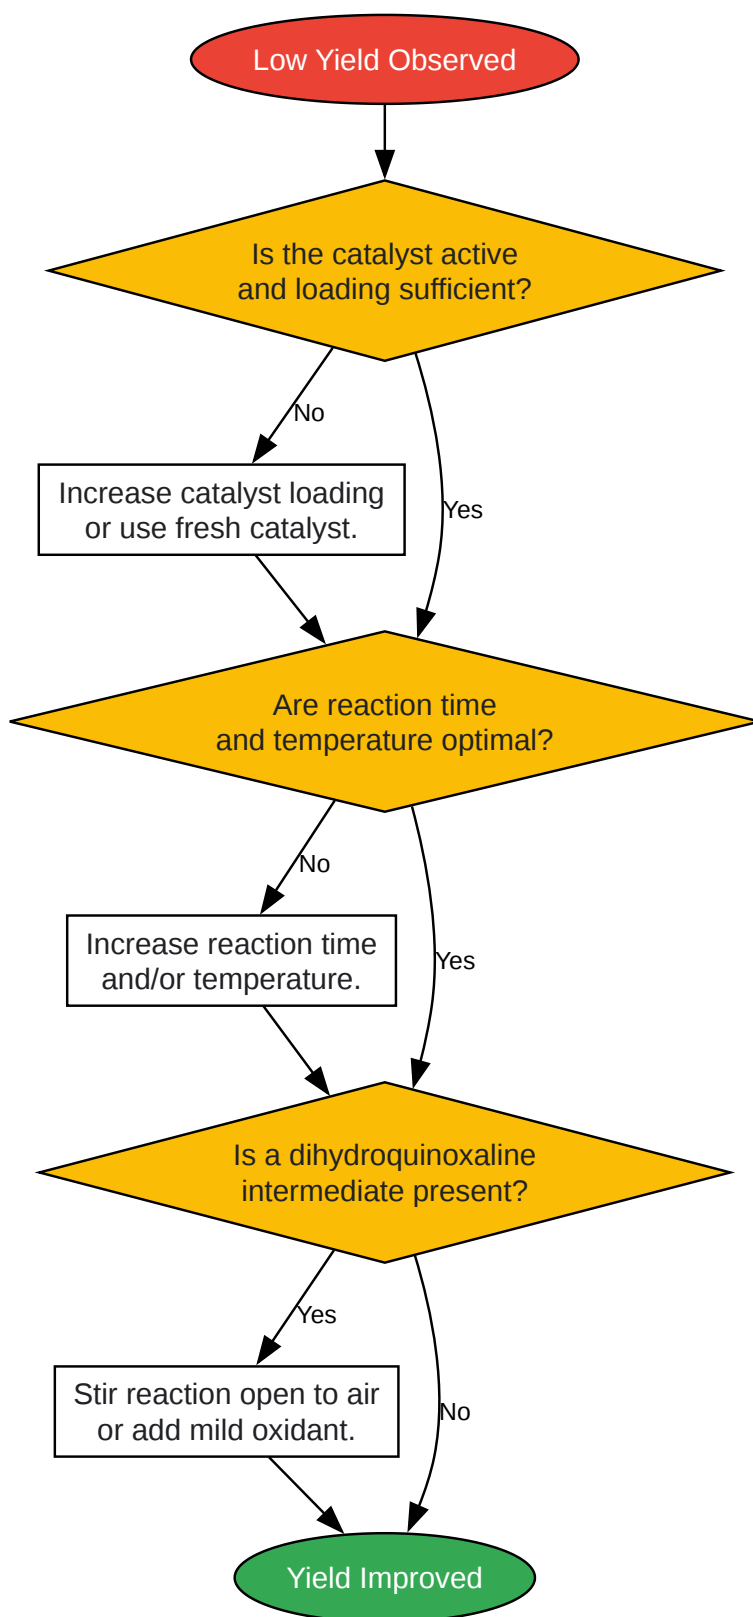 Low Yield Observed
Is the catalyst active
and loading sufficient?
No
Increase catalyst loading
or use fresh catalyst.
Yes
Are reaction time
and temperature optimal?
No
Increase reaction time
and/or temperature.
Yes
Is a dihydroquinoxaline
intermediate present?
Yes
Stir reaction open to air
or add mild oxidant.
No
Yield Improved